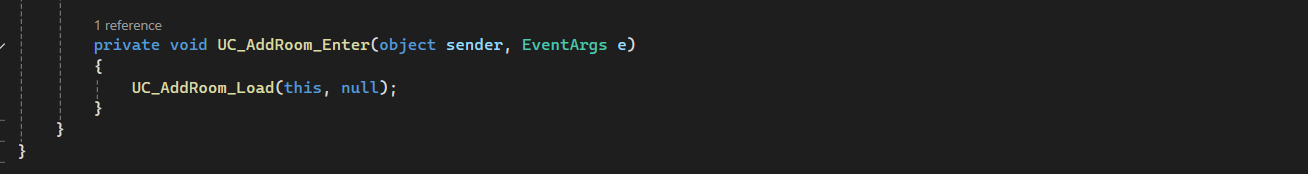 1 reference
private void UC_AddRoom_Enter(object sender, EventArgs e)
{
UC_AddRoom_Load(this, null);
}
}
}